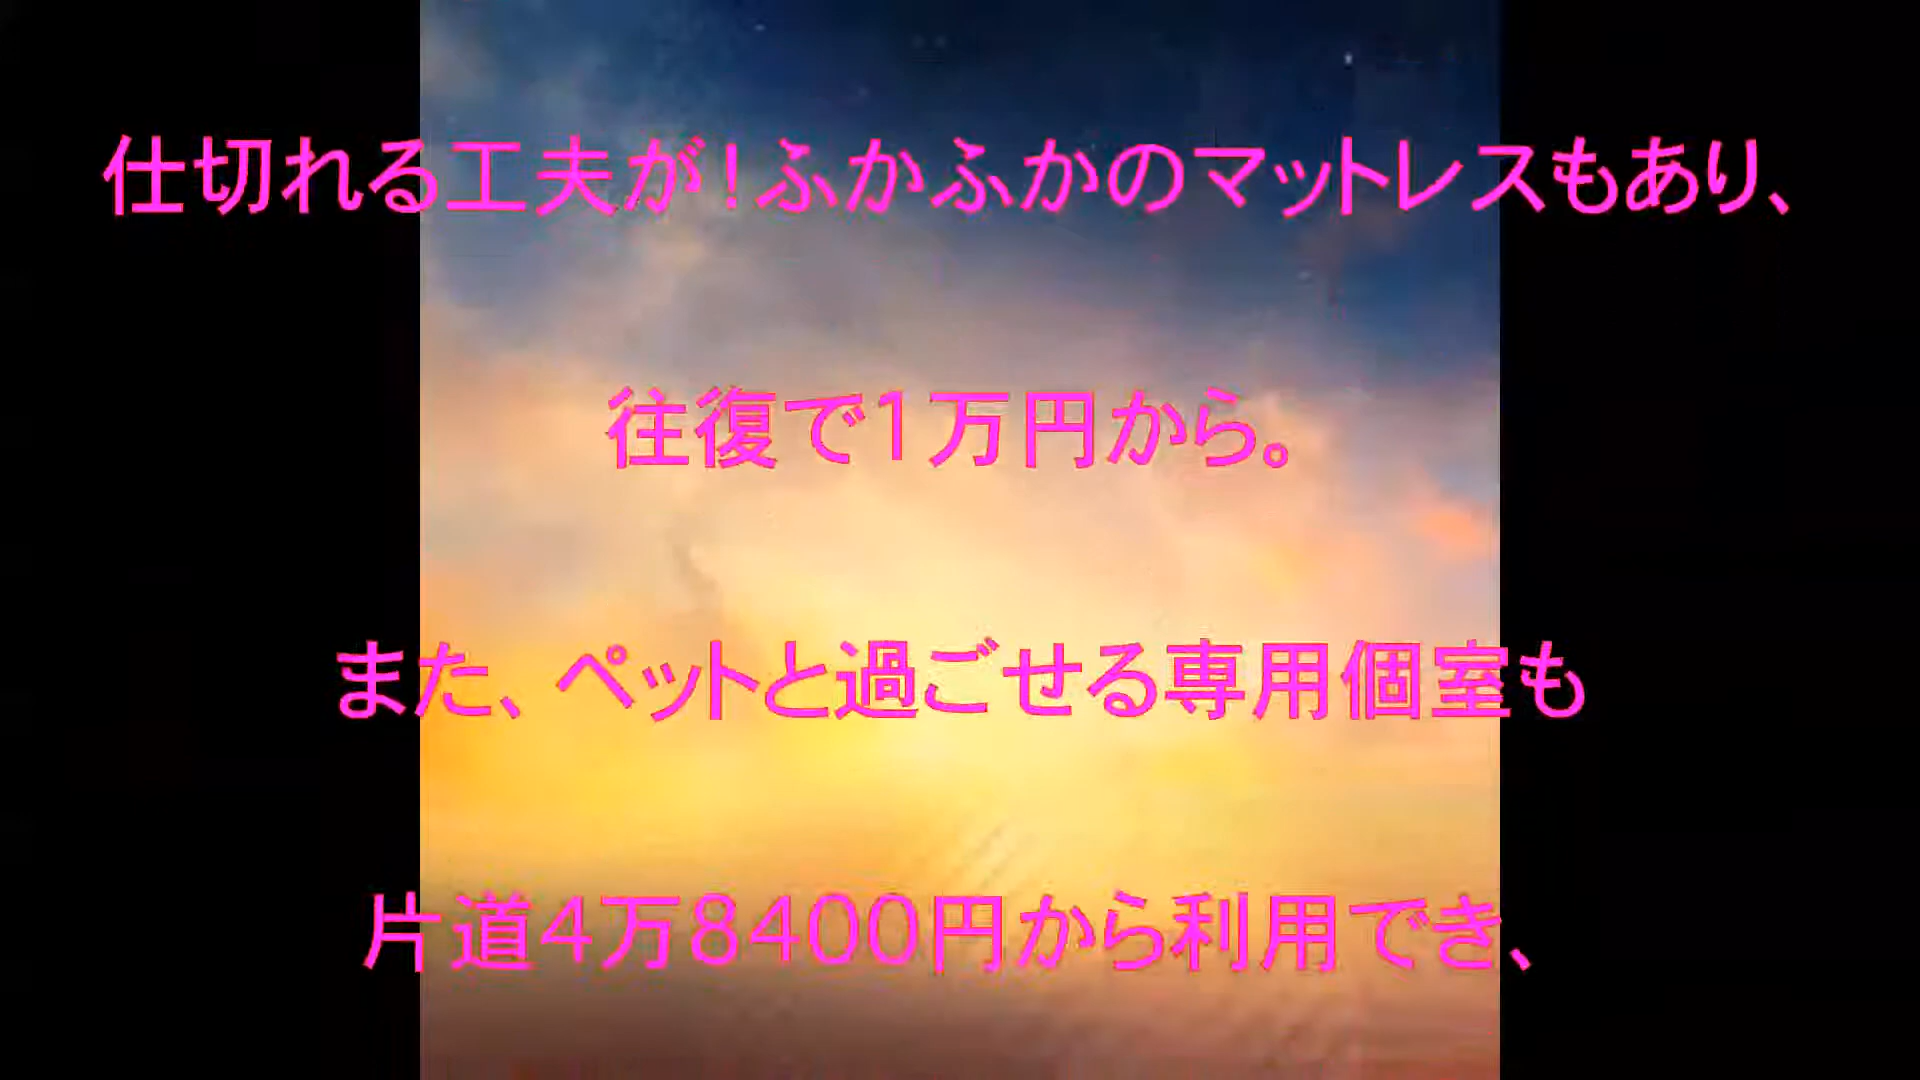 仕切れる工夫が！ふかふかのマットレスもあり、
往復で1万円から。
また、ペットと過ごせる専用個室も
片道4万8400円から利用でき、